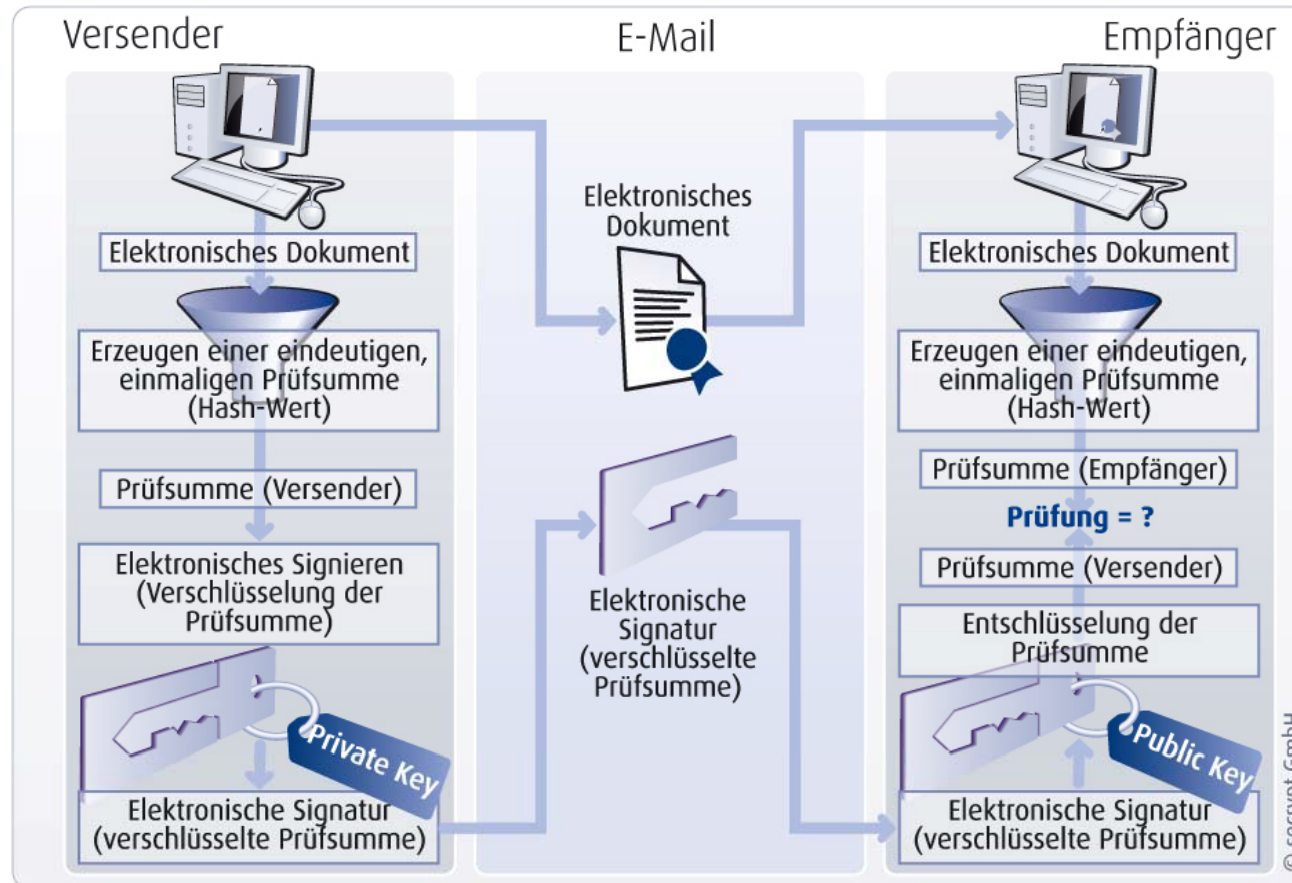 Versender
E-Mail
Empfänger
Elektronisches Dokument
Erzeugen einer eindeutigen,
einmaligen Prüfsumme
(Hash-Wert)
Prüfsumme (Versender)
Elektronisches Signieren
(Verschlüsselung der
Prüfsumme)
Private Key
Elektronische Signatur
(verschlüsselte Prüfsumme)
Elektronisches
Dokument
Elektronische
Signatur
(verschlüsselte
Prüfsumme)
Elektronisches Dokument
Erzeugen einer eindeutigen,
einmaligen Prüfsumme
(Hash-Wert)
Prüfsumme (Empfänger)
Prüfung = ?
Prüfsumme (Versender)
Entschlüsselung der
Prüfsumme
Public Key
Elektronische Signatur
(verschlüsselte Prüfsumme)
© seccrypt GmbH